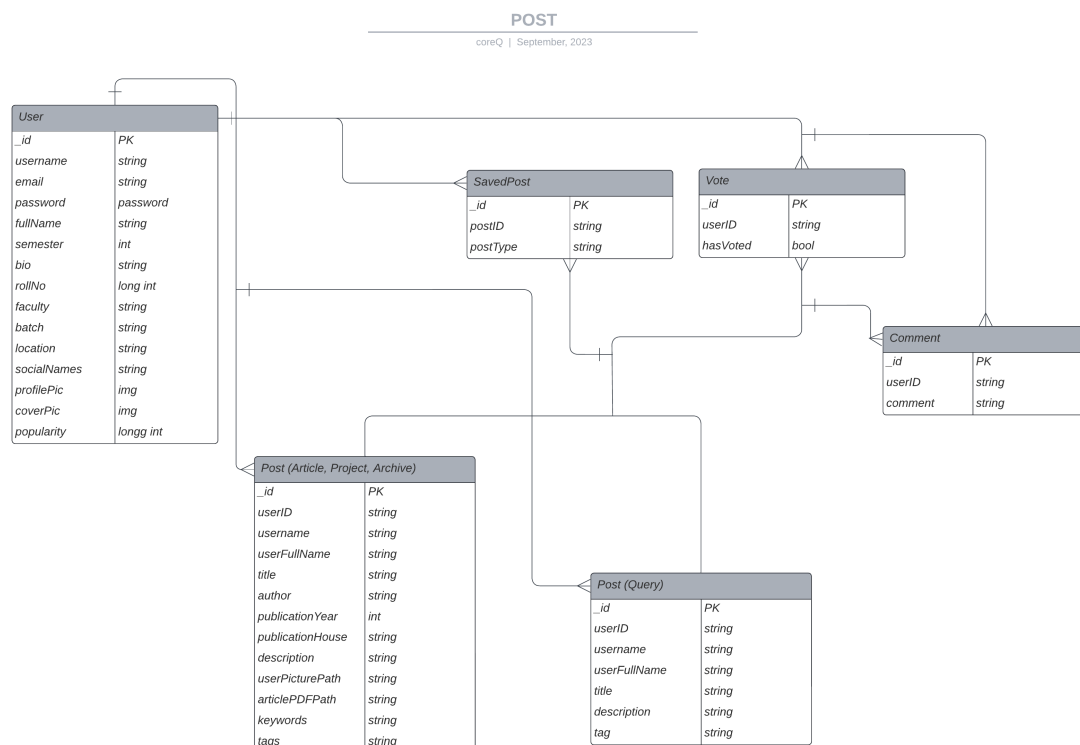 POST
coreQ | September, 2023
User
_id PK
username string
email string
password password
fullName string
semester int
bio string
rollNo long int
faculty string
batch string
location string
socialNames string
profilePic img
coverPic img
popularity longg int
SavedPost
_id PK
postID string
postType string
Vote
_id PK
userID string
hasVoted bool
Comment
_id PK
userID string
comment string
Post (Article, Project, Archive)
_id PK
userID string
username string
userFullName string
title string
author string
publicationYear int
publicationHouse string
description string
userPicturePath string
articlePDFPath string
keywords string
tags string
Post (Query)
_id PK
userID string
username string
userFullName string
title string
description string
tag string